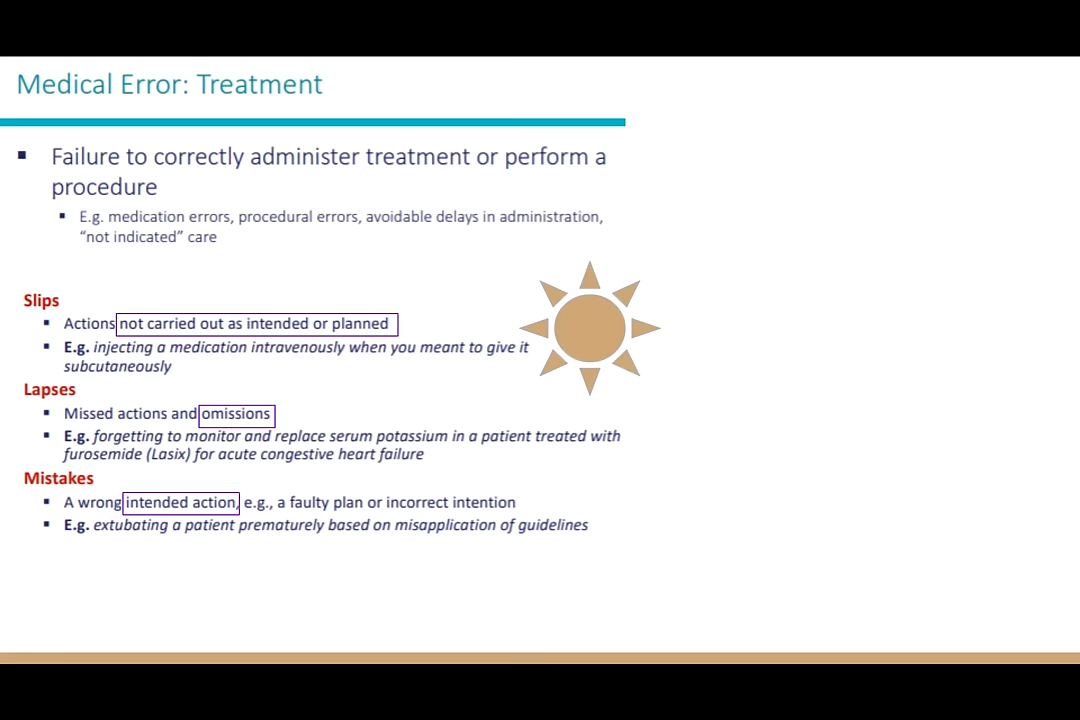 Medical Error: Treatment
▪ Failure to correctly administer treatment or perform a
procedure
▪ E.g. medication errors, procedural errors, avoidable delays in administration,
“not indicated” care
Slips
▪ Actions not carried out as intended or planned
▪ E.g. injecting a medication intravenously when you meant to give it
subcutaneously
Lapses
▪ Missed actions and omissions
▪ E.g. forgetting to monitor and replace serum potassium in a patient treated with
furosemide (Lasix) for acute congestive heart failure
Mistakes
▪ A wrong intended action, e.g., a faulty plan or incorrect intention
▪ E.g. extubating a patient prematurely based on misapplication of guidelines